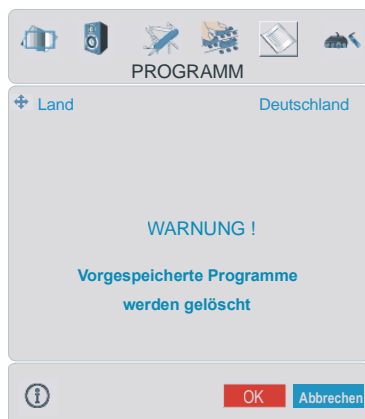 PROGRAMM
Land Deutschland
WARNUNG !
Vorgespeicherte Programme
werden gelöscht
OK Abbrechen